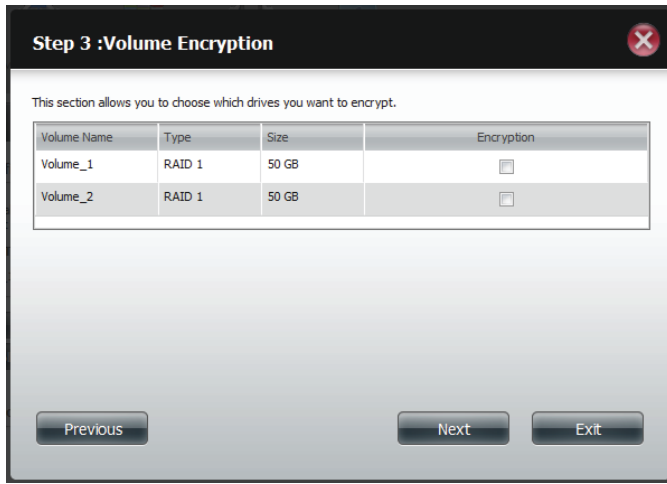 Step 3 :Volume Encryption
This section allows you to choose which drives you want to encrypt.
Volume Name Type Size Encryption
Volume_1 RAID 1 50 GB
Volume_2 RAID 1 50 GB
Previous Next Exit